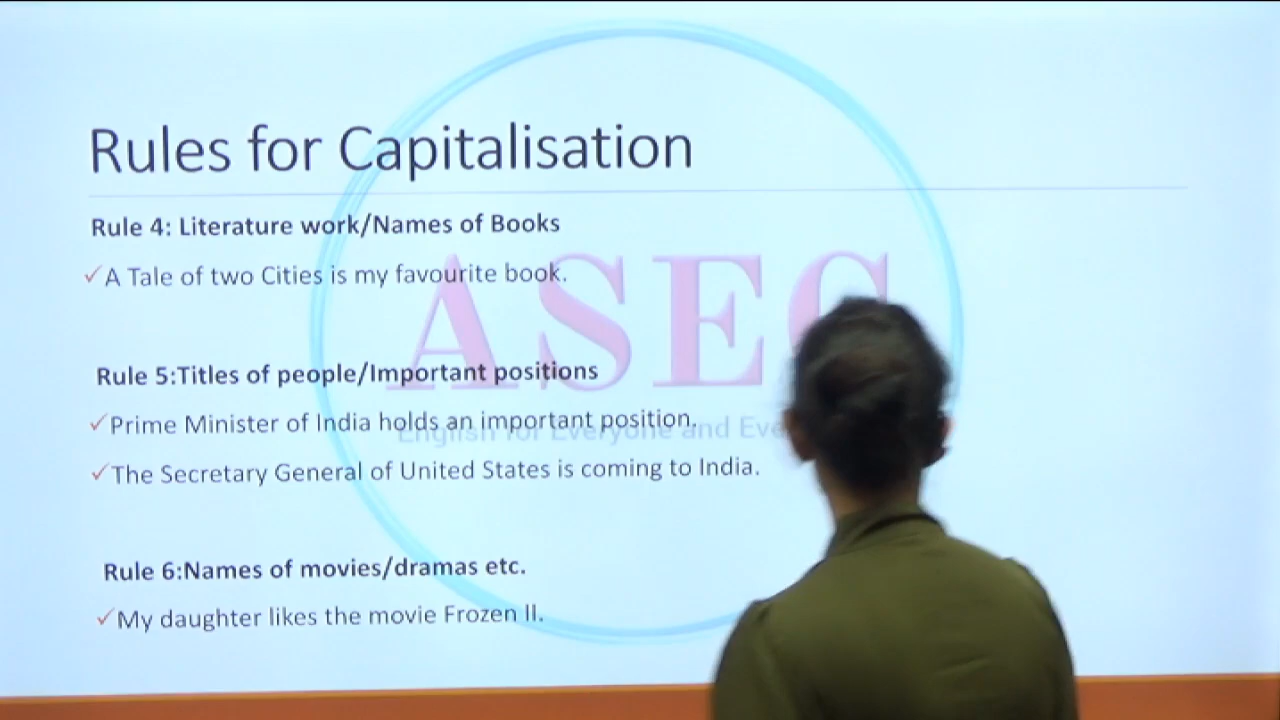 Rules for Capitalisation
Rule 4: Literature work/Names of Books
✓A Tale of two Cities is my favourite book.
Rule 5:Titles of people/Important positions
✓Prime Minister of India holds an important position.
✓The Secretary General of United States is coming to India.
Rule 6:Names of movies/dramas etc.
✓My daughter likes the movie Frozen II.
ASEC
English for Everyone and